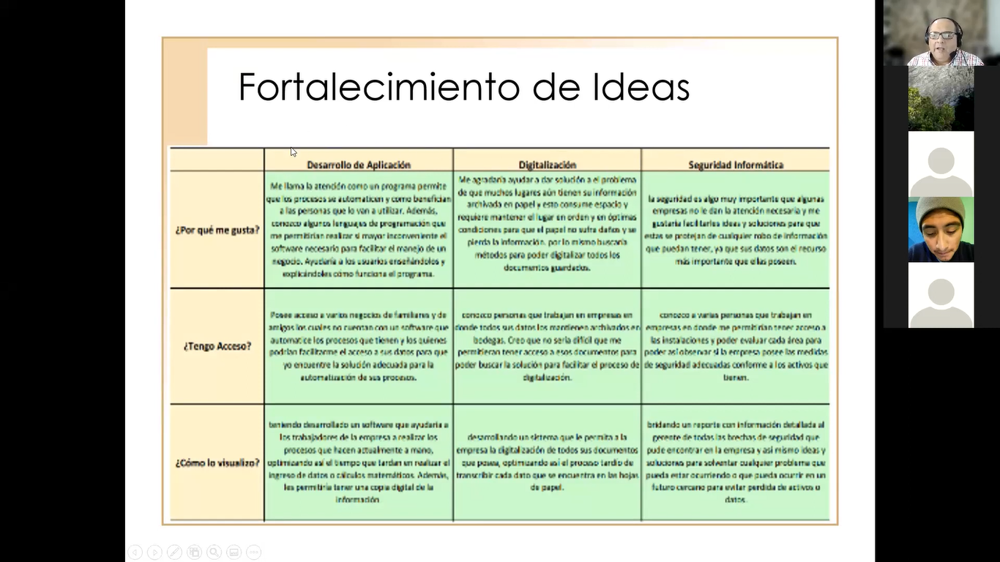 Fortalecimiento de Ideas
Desarrollo de Aplicación
Digitalización
Seguridad Informática
¿Por qué me gusta?
Me llama la atención como un programa permite
que los procesos se automaticen y como benefician
a las personas que lo van a utilizar. Además,
conozco algunos lenguajes de programación que
me permitirían realizar si mayor inconveniente el
software necesario para facilitar el manejo de un
negocio. Ayudaría a los usuarios enseñándolos y
explicándoles cómo funciona el programa.
Me agradaría ayudar a dar solución a el problema
de que muchos lugares aún tienen su información
archivada en papel y esto consume espacio y
requiere mantener el lugar en orden y en óptimas
condiciones para que el papel no sufra daños y se
pierda la información. por lo mismo buscaría
métodos para poder digitalizar todos los
documentos guardados.
la seguridad es algo muy importante que algunas
empresas no le dan la atención necesaria y me
gustaría facilitarles ideas y soluciones para que
estas se protejan de cualquier robo de información
que puedan tener, ya que sus datos son el recurso
más importante que ellas poseen.
¿Tengo Acceso?
Posee acceso a varios negocios de familiares y de
amigos los cuales no cuentan con un software que
automatice los procesos que tienen y los quienes
podrían facilitarme el acceso a sus datos para que
yo encuentre la solución adecuada para la
automatización de sus procesos.
conozco personas que trabajan en empresas en
donde todos sus datos los mantienen archivados en
bodegas. Creo que no sería difícil que me
permitieran tener acceso a esos documentos para
poder buscar la solución para facilitar el proceso de
digitalización.
conozco a varias personas que trabajan en
empresas en donde me permitirían tener acceso a
las instalaciones y poder evaluar cada área para
poder así observar si la empresa posee las medidas
de seguridad adecuadas conforme a los activos que
tienen.
¿Cómo lo visualizo?
teniendo desarrollado un software que ayudaría a
los trabajadores de la empresa a realizar los
procesos que hacen actualmente a mano,
optimizando así el tiempo que tardan en realizar el
ingreso de datos o cálculos matemáticos. Además,
les permitiría tener una copia digital de la
información
desarrollando un sistema que le permita a la
empresa la digitalización de todos sus documentos
que posea, optimizando así el proceso tardío de
transcribir cada dato que se encuentra en las hojas
de papel.
bridando un reporte con información detallada al
gerente de todas las brechas de seguridad que
pude encontrar en la empresa y así mismo ideas y
soluciones para solventar cualquier problema que
pueda estar ocurriendo o que pueda ocurrir en un
futuro cercano para evitar perdida de activos o
datos.